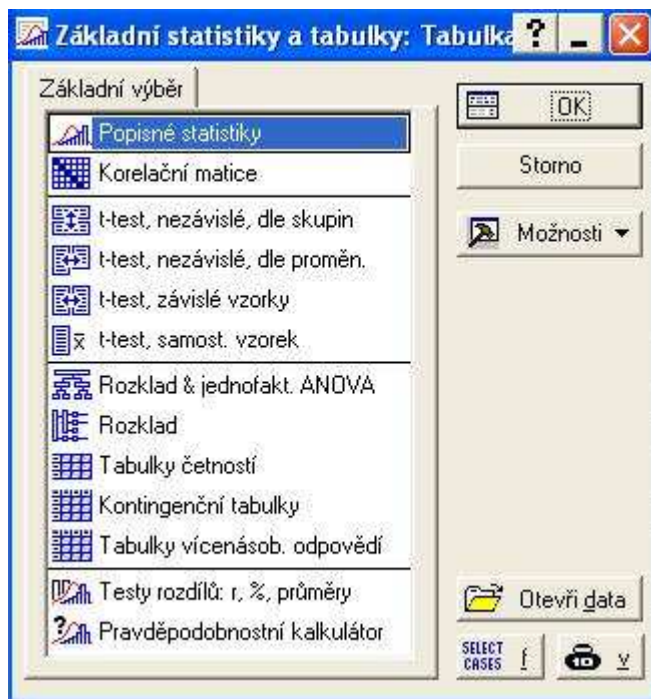 Základní statistiky a tabulky: Tabulka
Základní výběr
Popisné statistiky
Korelační matice
t-test, nezávislé, dle skupin
t-test, nezávislé, dle proměn.
t-test, závislé vzorky
t-test, samost. vzorek
Rozklad & jednofakt. ANOVA
Rozklad
Tabulky četností
Kontingenční tabulky
Tabulky vícenásob. odpovědí
Testy rozdílů: r, %, průměry
Pravděpodobnostní kalkulátor
OK
Storno
Možnosti
Otevři data
SELECT
CASES
f
v